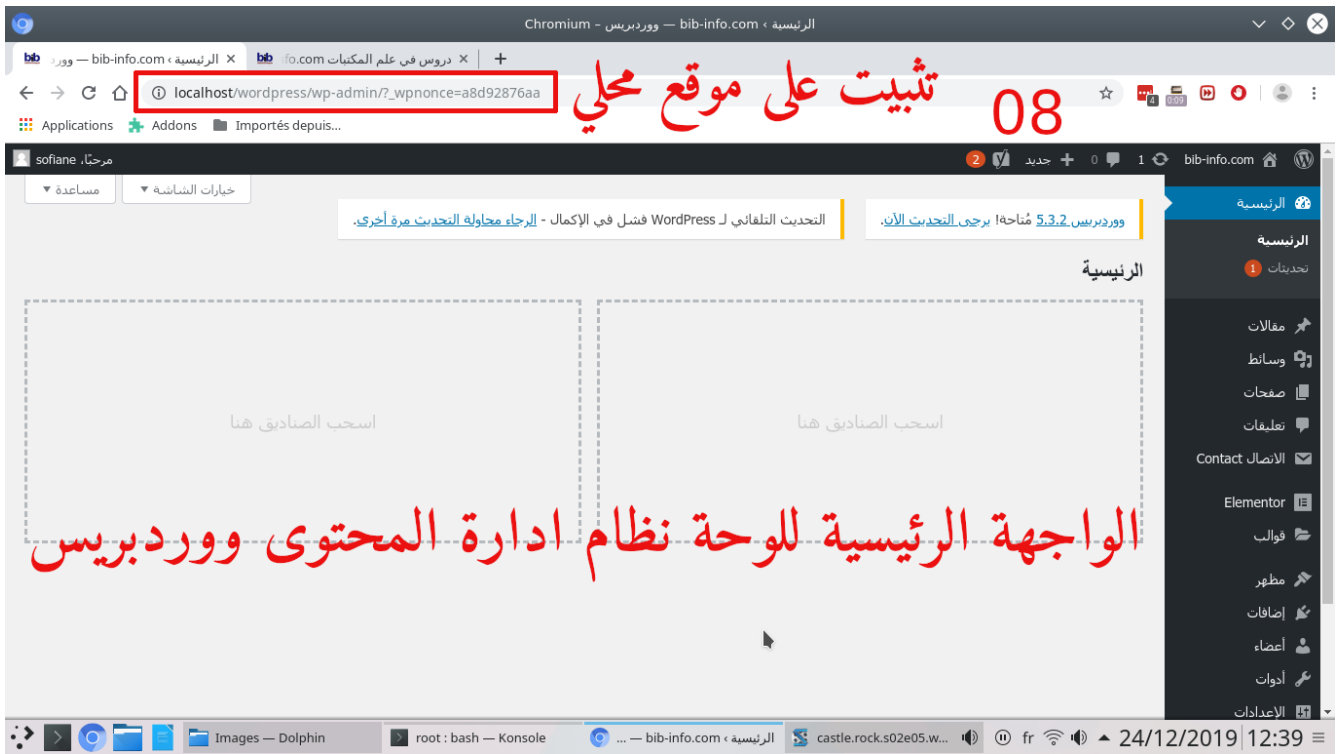 الرئيسية ‹ bib-info.com — ووردبريس – Chromium
الرئيسية ‹ bib-info.com — وورد
دروس في علم المكتبات
localhost/wordpress/wp-admin/?_wpnonce=a8d92876aa
تثبيت على موقع محلي
08
4
0:09
Applications
Addons
Importés depuis...
bib-info.com
1
0
جديد
2
مرحبًا، sofiane
خيارات الشاشة
مساعدة
ووردبريس 5.3.2 مُتاحة! يرجى التحديث الآن.
التحديث التلقائي لـ WordPress فشل في الإكمال - الرجاء محاولة التحديث مرة أخرى.
الرئيسية
اسحب الصناديق هنا
اسحب الصناديق هنا
الواجهة الرئيسية للوحة نظام ادارة المحتوى ووردبريس
الرئيسية
الرئيسية
تحديثات 1
مقالات
وسائط
صفحات
تعليقات
الاتصال Contact
Elementor
قوالب
مظهر
إضافات
أعضاء
أدوات
الإعدادات
Images — Dolphin
root : bash — Konsole
الرئيسية ‹ bib-info.com — ...
castle.rock.s02e05.w...
fr
24/12/2019
12:39